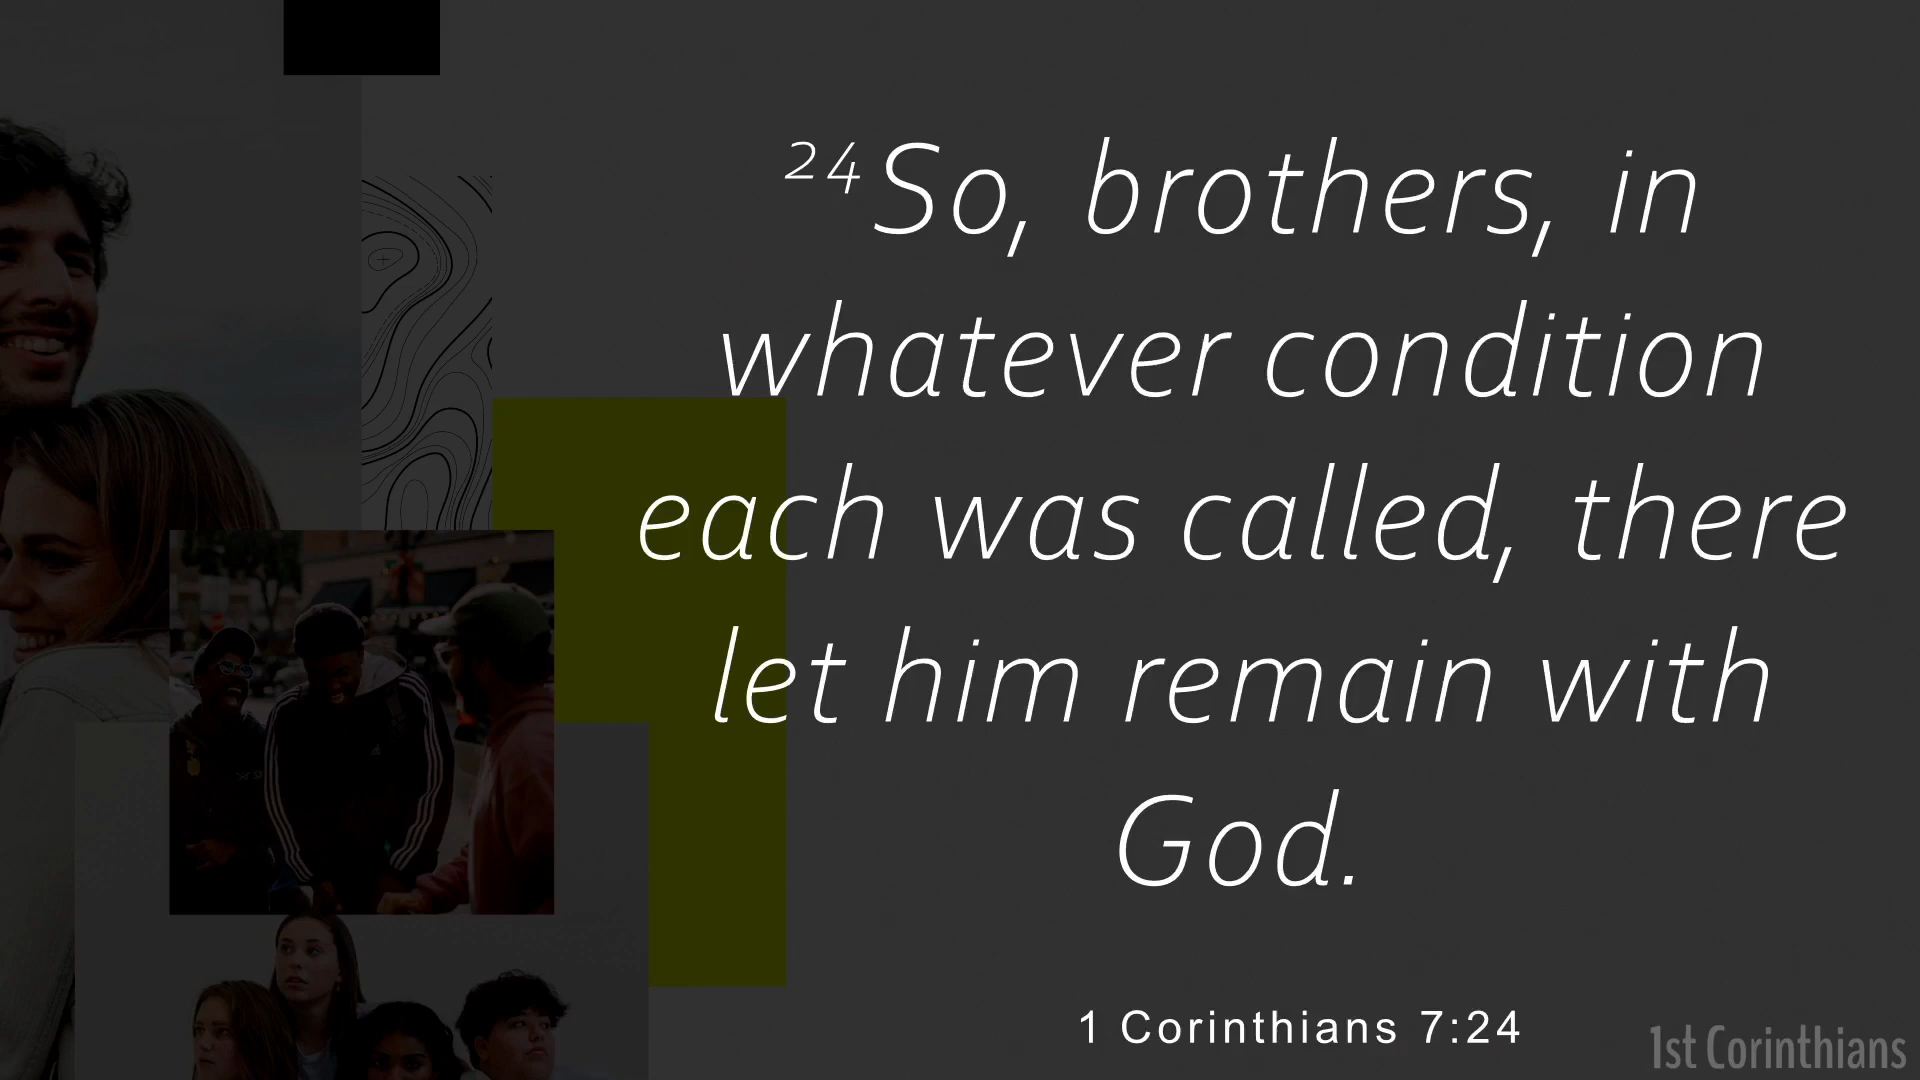 ²⁴So, brothers, in
whatever condition
each was called, there
let him remain with
God.
1 Corinthians 7:24
1st Corinthians